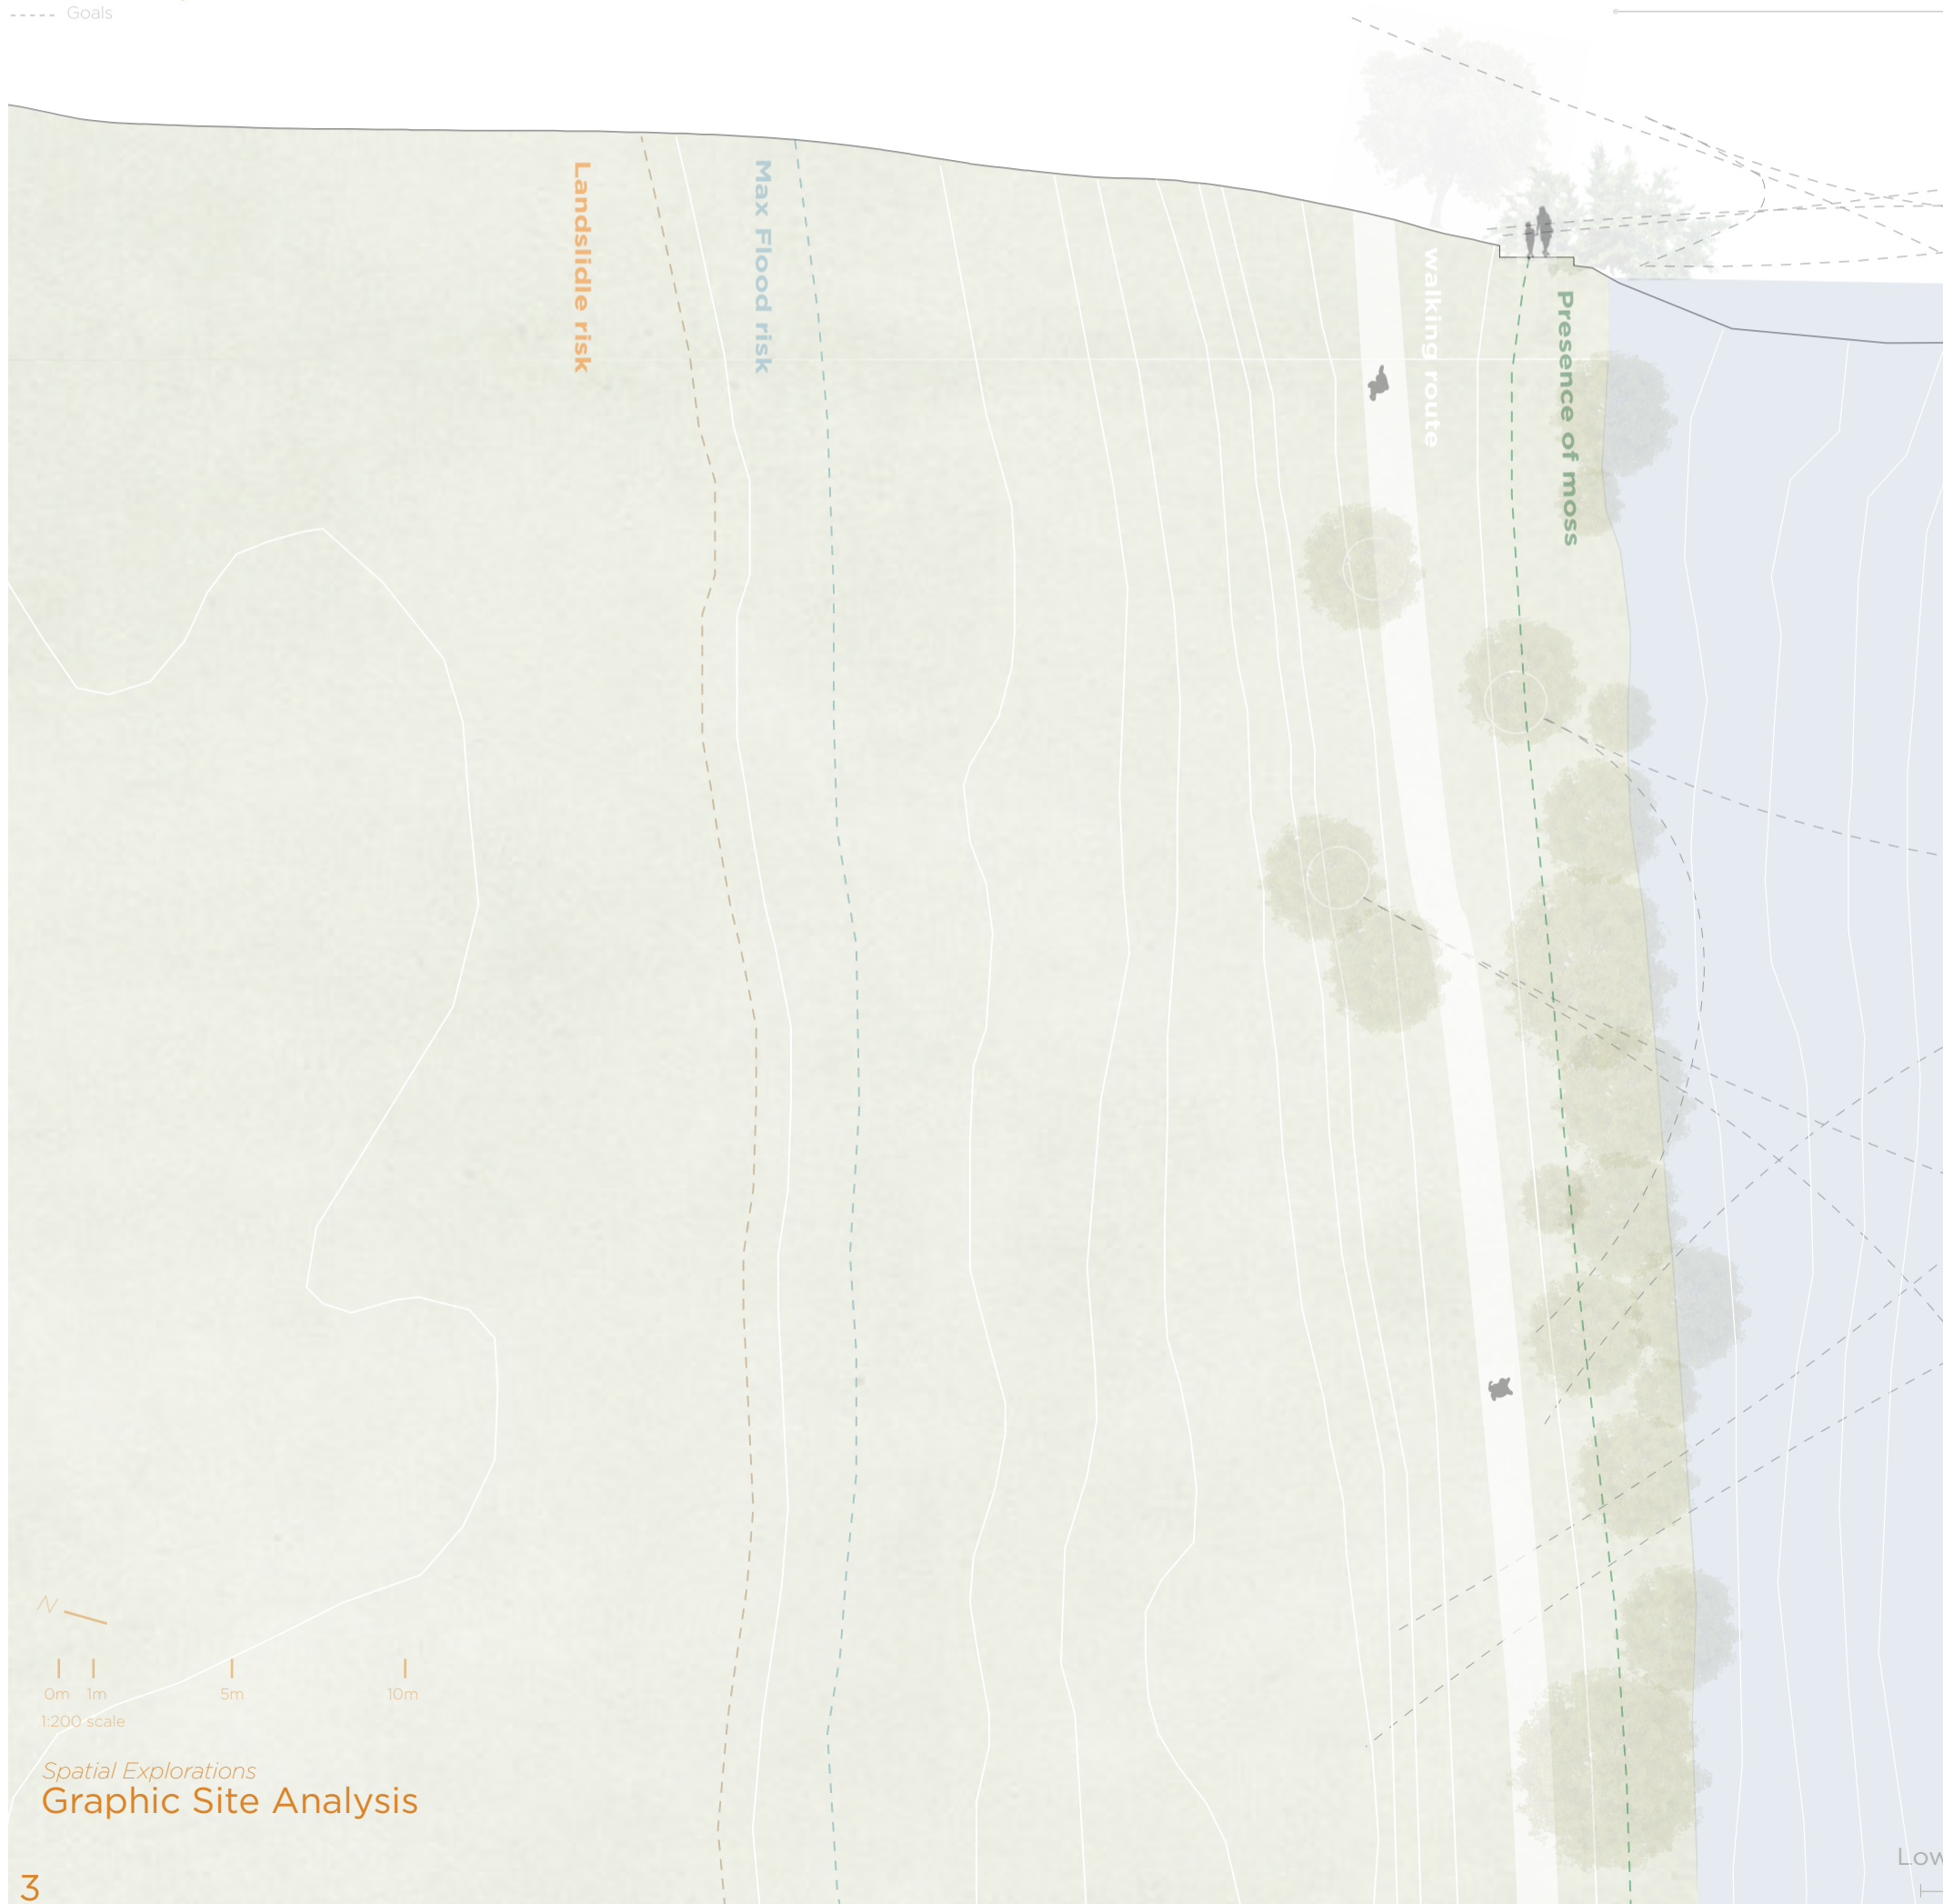 Goals
Landslidle risk
Max Flood risk
walking route
Presence of moss
N
0m 1m 5m 10m
1:200 scale
Spatial Explorations
Graphic Site Analysis
3
Low